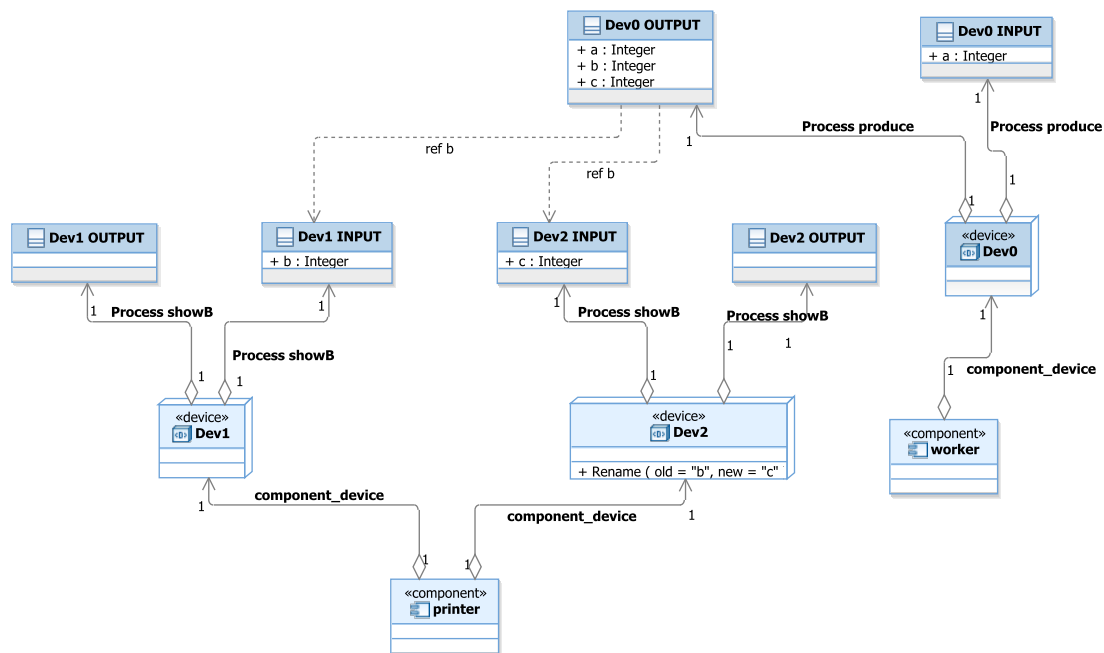 Dev0 OUTPUT
+ a : Integer
+ b : Integer
+ c : Integer
Dev0 INPUT
+ a : Integer
1
Process produce
1
Process produce
1
1
ref b
ref b
Dev1 OUTPUT
Dev1 INPUT
+ b : Integer
Dev2 INPUT
+ c : Integer
Dev2 OUTPUT
«device»
Dev0
1
Process showB
1
Process showB
1
1
1
Process showB
1
Process showB
1
1
1
component_device
1
«device»
Dev1
«device»
Dev2
+ Rename ( old = "b", new = "c"
«component»
worker
1
component_device
component_device
1
1
1
«component»
printer